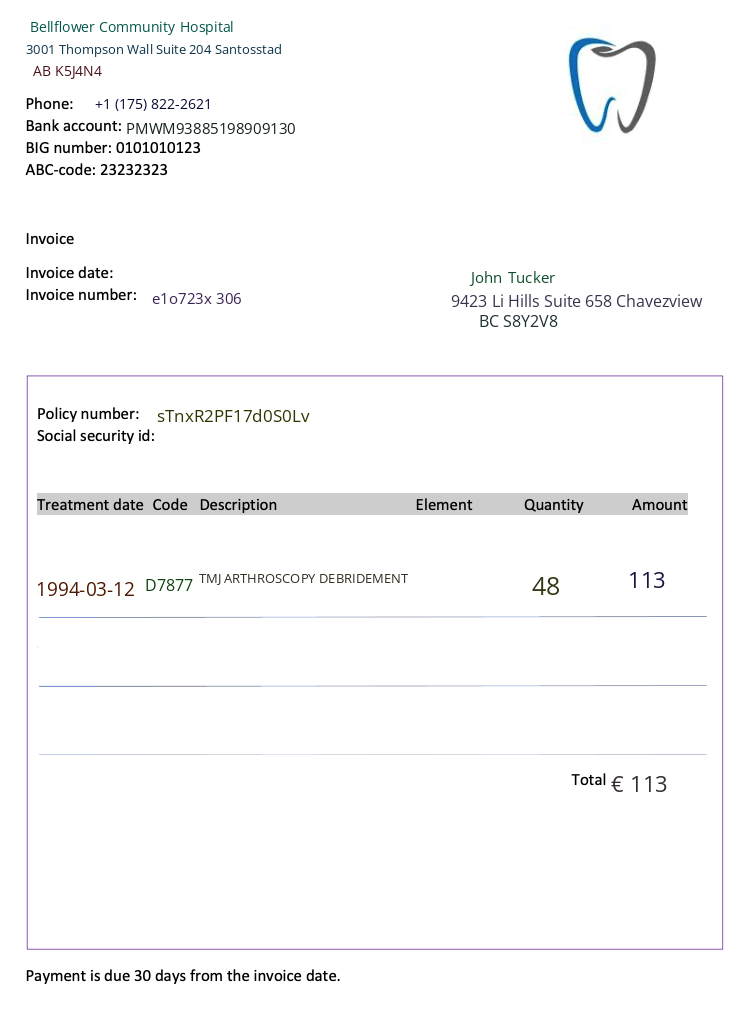 Bellflower Community Hospital
3001 Thompson Wall Suite 204 Santosstad
AB K5J4N4
Phone: +1 (175) 822-2621
Bank account: PMWM93885198909130
BIG number: 0101010123
ABC-code: 23232323
Invoice
Invoice date:
Invoice number: e1o723x 306
John Tucker
9423 Li Hills Suite 658 Chavezview
BC S8Y2V8
Policy number: sTnxR2PF17d0S0Lv
Social security id:
Treatment date Code Description Element Quantity Amount
1994-03-12 D7877 TMJ ARTHROSCOPY DEBRIDEMENT 48 113
Total € 113
Payment is due 30 days from the invoice date.